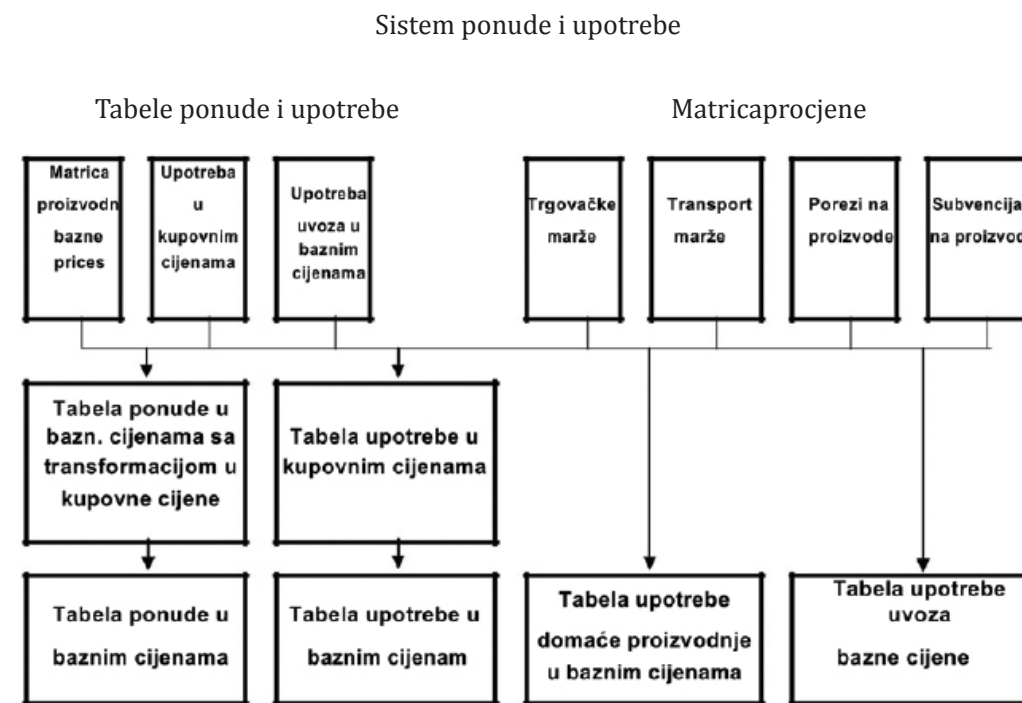 Sistem ponude i upotrebe
Tabele ponude i upotrebe
Matricaprocjene
Matrica
proizvodn
bazne
prices
Upotreba
u
kupovnim
cijenama
Upotreba
uvoza u
baznim
cijenama
Trgovačke
marže
Transport
marže
Porezi na
proizvode
Subvencija
na proizvod
Tabela ponude u
bazn. cijenama sa
transformacijom u
kupovne cijene
Tabela upotrebe u
kupovnim cijenama
Tabela ponude u
baznim cijenama
Tabela upotrebe u
baznim cijenam
Tabela upotrebe
domaće proizvodnje
u baznim cijenama
Tabela upotrebe
uvoza
bazne cijene